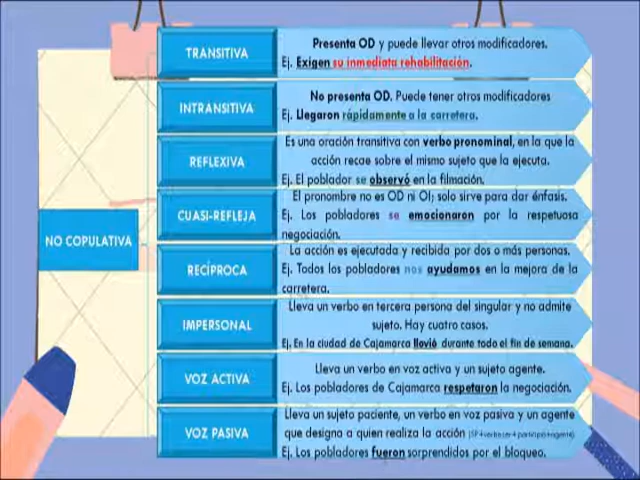 TRANSITIVA
Presenta OD y puede llevar otros modificadores.
Ej. Exigen su inmediata rehabilitación.
INTRANSITIVA
No presenta OD. Puede tener otros modificadores
Ej. Llegaron rápidamente a la carretera.
REFLEXIVA
Es una oración transitiva con verbo pronominal, en la que la
acción recae sobre el mismo sujeto que la ejecuta.
Ej. El poblador se observó en la filmación.
CUASI-REFLEJA
El pronombre no es OD ni OI; solo sirve para dar énfasis.
Ej. Los pobladores se emocionaron por la respetuosa
negociación.
NO COPULATIVA
RECÍPROCA
La acción es ejecutada y recibida por dos o más personas.
Ej. Todos los pobladores nos ayudamos en la mejora de la
carretera.
IMPERSONAL
Lleva un verbo en tercera persona del singular y no admite
sujeto. Hay cuatro casos.
Ej. En la ciudad de Cajamarca llovió durante todo el fin de semana.
VOZ ACTIVA
Lleva un verbo en voz activa y un sujeto agente.
Ej. Los pobladores de Cajamarca respetaron la negociación.
VOZ PASIVA
Lleva un sujeto paciente, un verbo en voz pasiva y un agente
que designa a quien realiza la acción
Ej. Los pobladores fueron sorprendidos por el bloqueo.